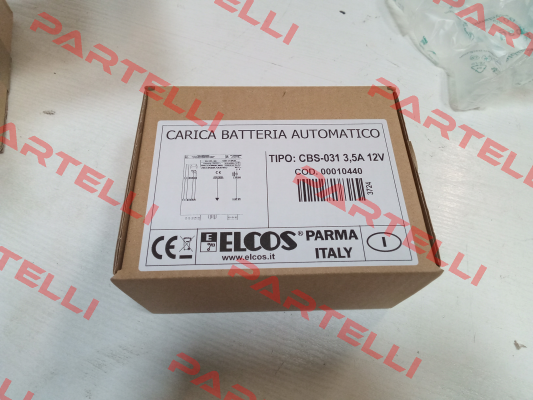 CARICA BATTERIA AUTOMATICO
TIPO: CBS-031 3,5A 12V
COD. 00010440
3724
CE
ELCOS® PARMA
ITALY
www.elcos.it
I
PARTELLI
PARTELLI
PARTELLI
PARTELLI
PARTELLI